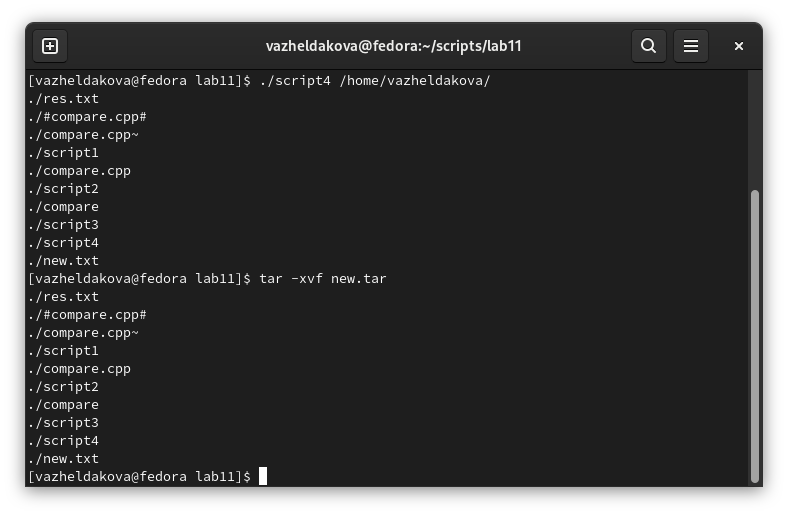 vazheldakova@fedora:~/scripts/lab11
[vazheldakova@fedora lab11]$ ./script4 /home/vazheldakova/
./res.txt
./#compare.cpp#
./compare.cpp~
./script1
./compare.cpp
./script2
./compare
./script3
./script4
./new.txt
[vazheldakova@fedora lab11]$ tar -xvf new.tar
./res.txt
./#compare.cpp#
./compare.cpp~
./script1
./compare.cpp
./script2
./compare
./script3
./script4
./new.txt
[vazheldakova@fedora lab11]$